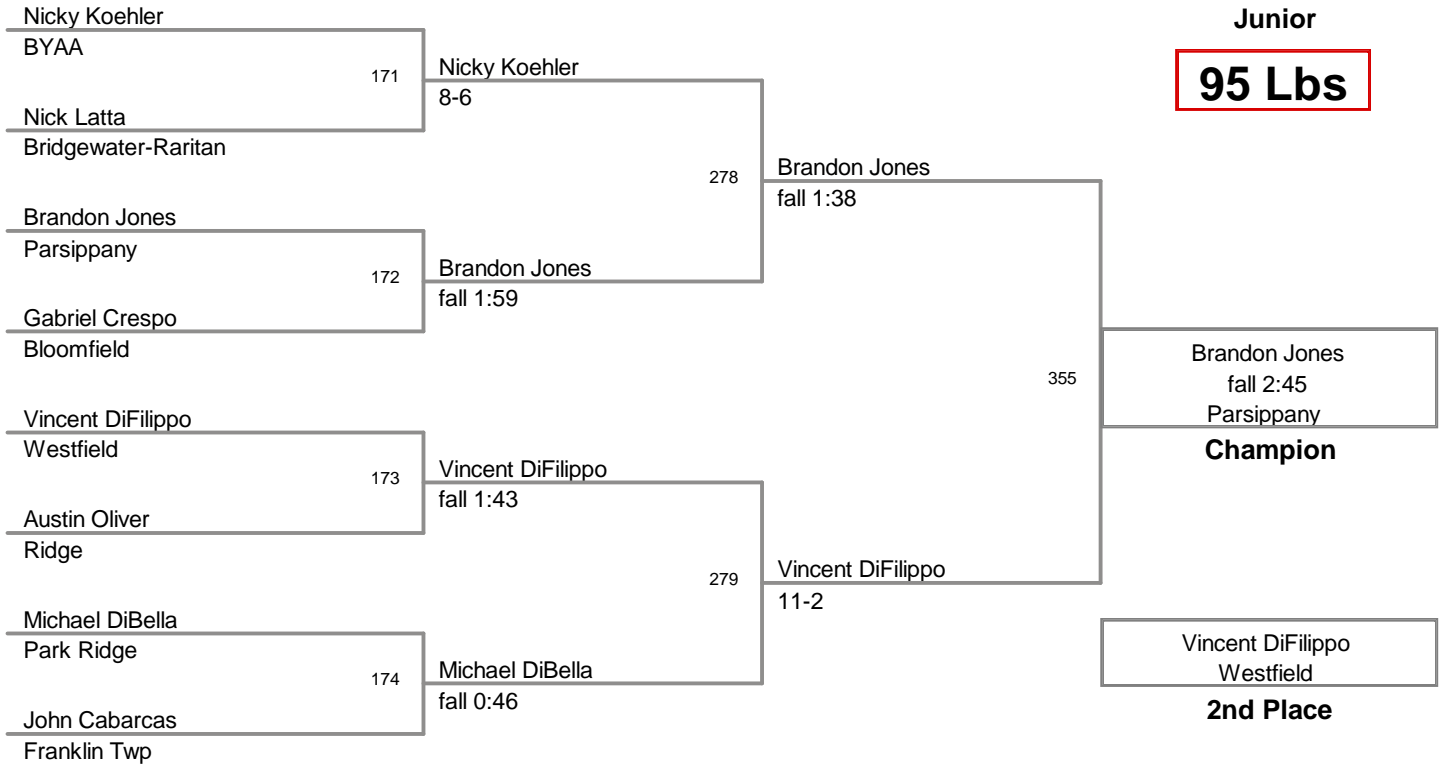 Nicky Koehler
BYAA
171
Nick Latta
Bridgewater-Raritan
Nicky Koehler
8-6
Brandon Jones
Parsippany
172
Gabriel Crespo
Bloomfield
Brandon Jones
fall 1:59
278
Brandon Jones
fall 1:38
Vincent DiFilippo
Westfield
173
Austin Oliver
Ridge
Vincent DiFilippo
fall 1:43
Michael DiBella
Park Ridge
174
John Cabarcas
Franklin Twp
Michael DiBella
fall 0:46
279
Vincent DiFilippo
11-2
355
Junior
95 Lbs
Brandon Jones
fall 2:45
Parsippany
Champion
Vincent DiFilippo
Westfield
2nd Place